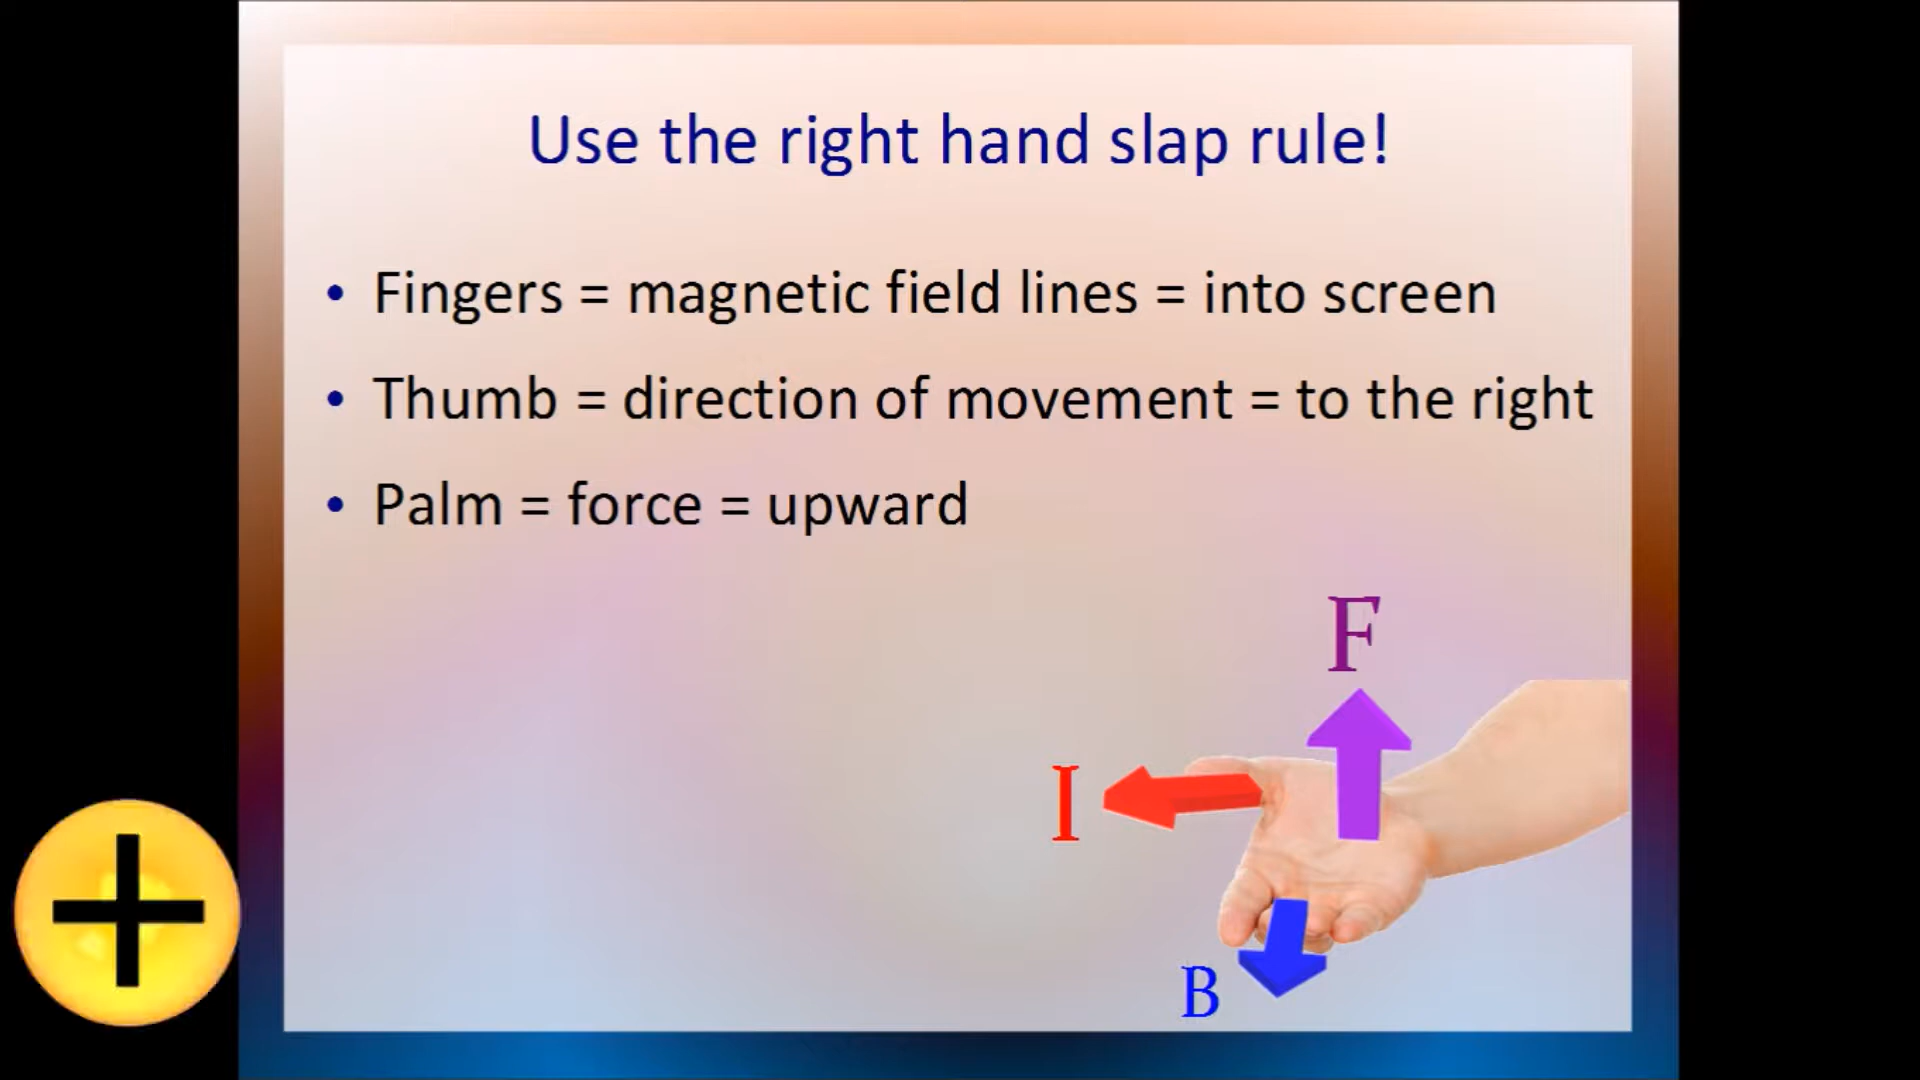 Use the right hand slap rule!
• Fingers = magnetic field lines = into screen
• Thumb = direction of movement = to the right
• Palm = force = upward
F
I
B
+